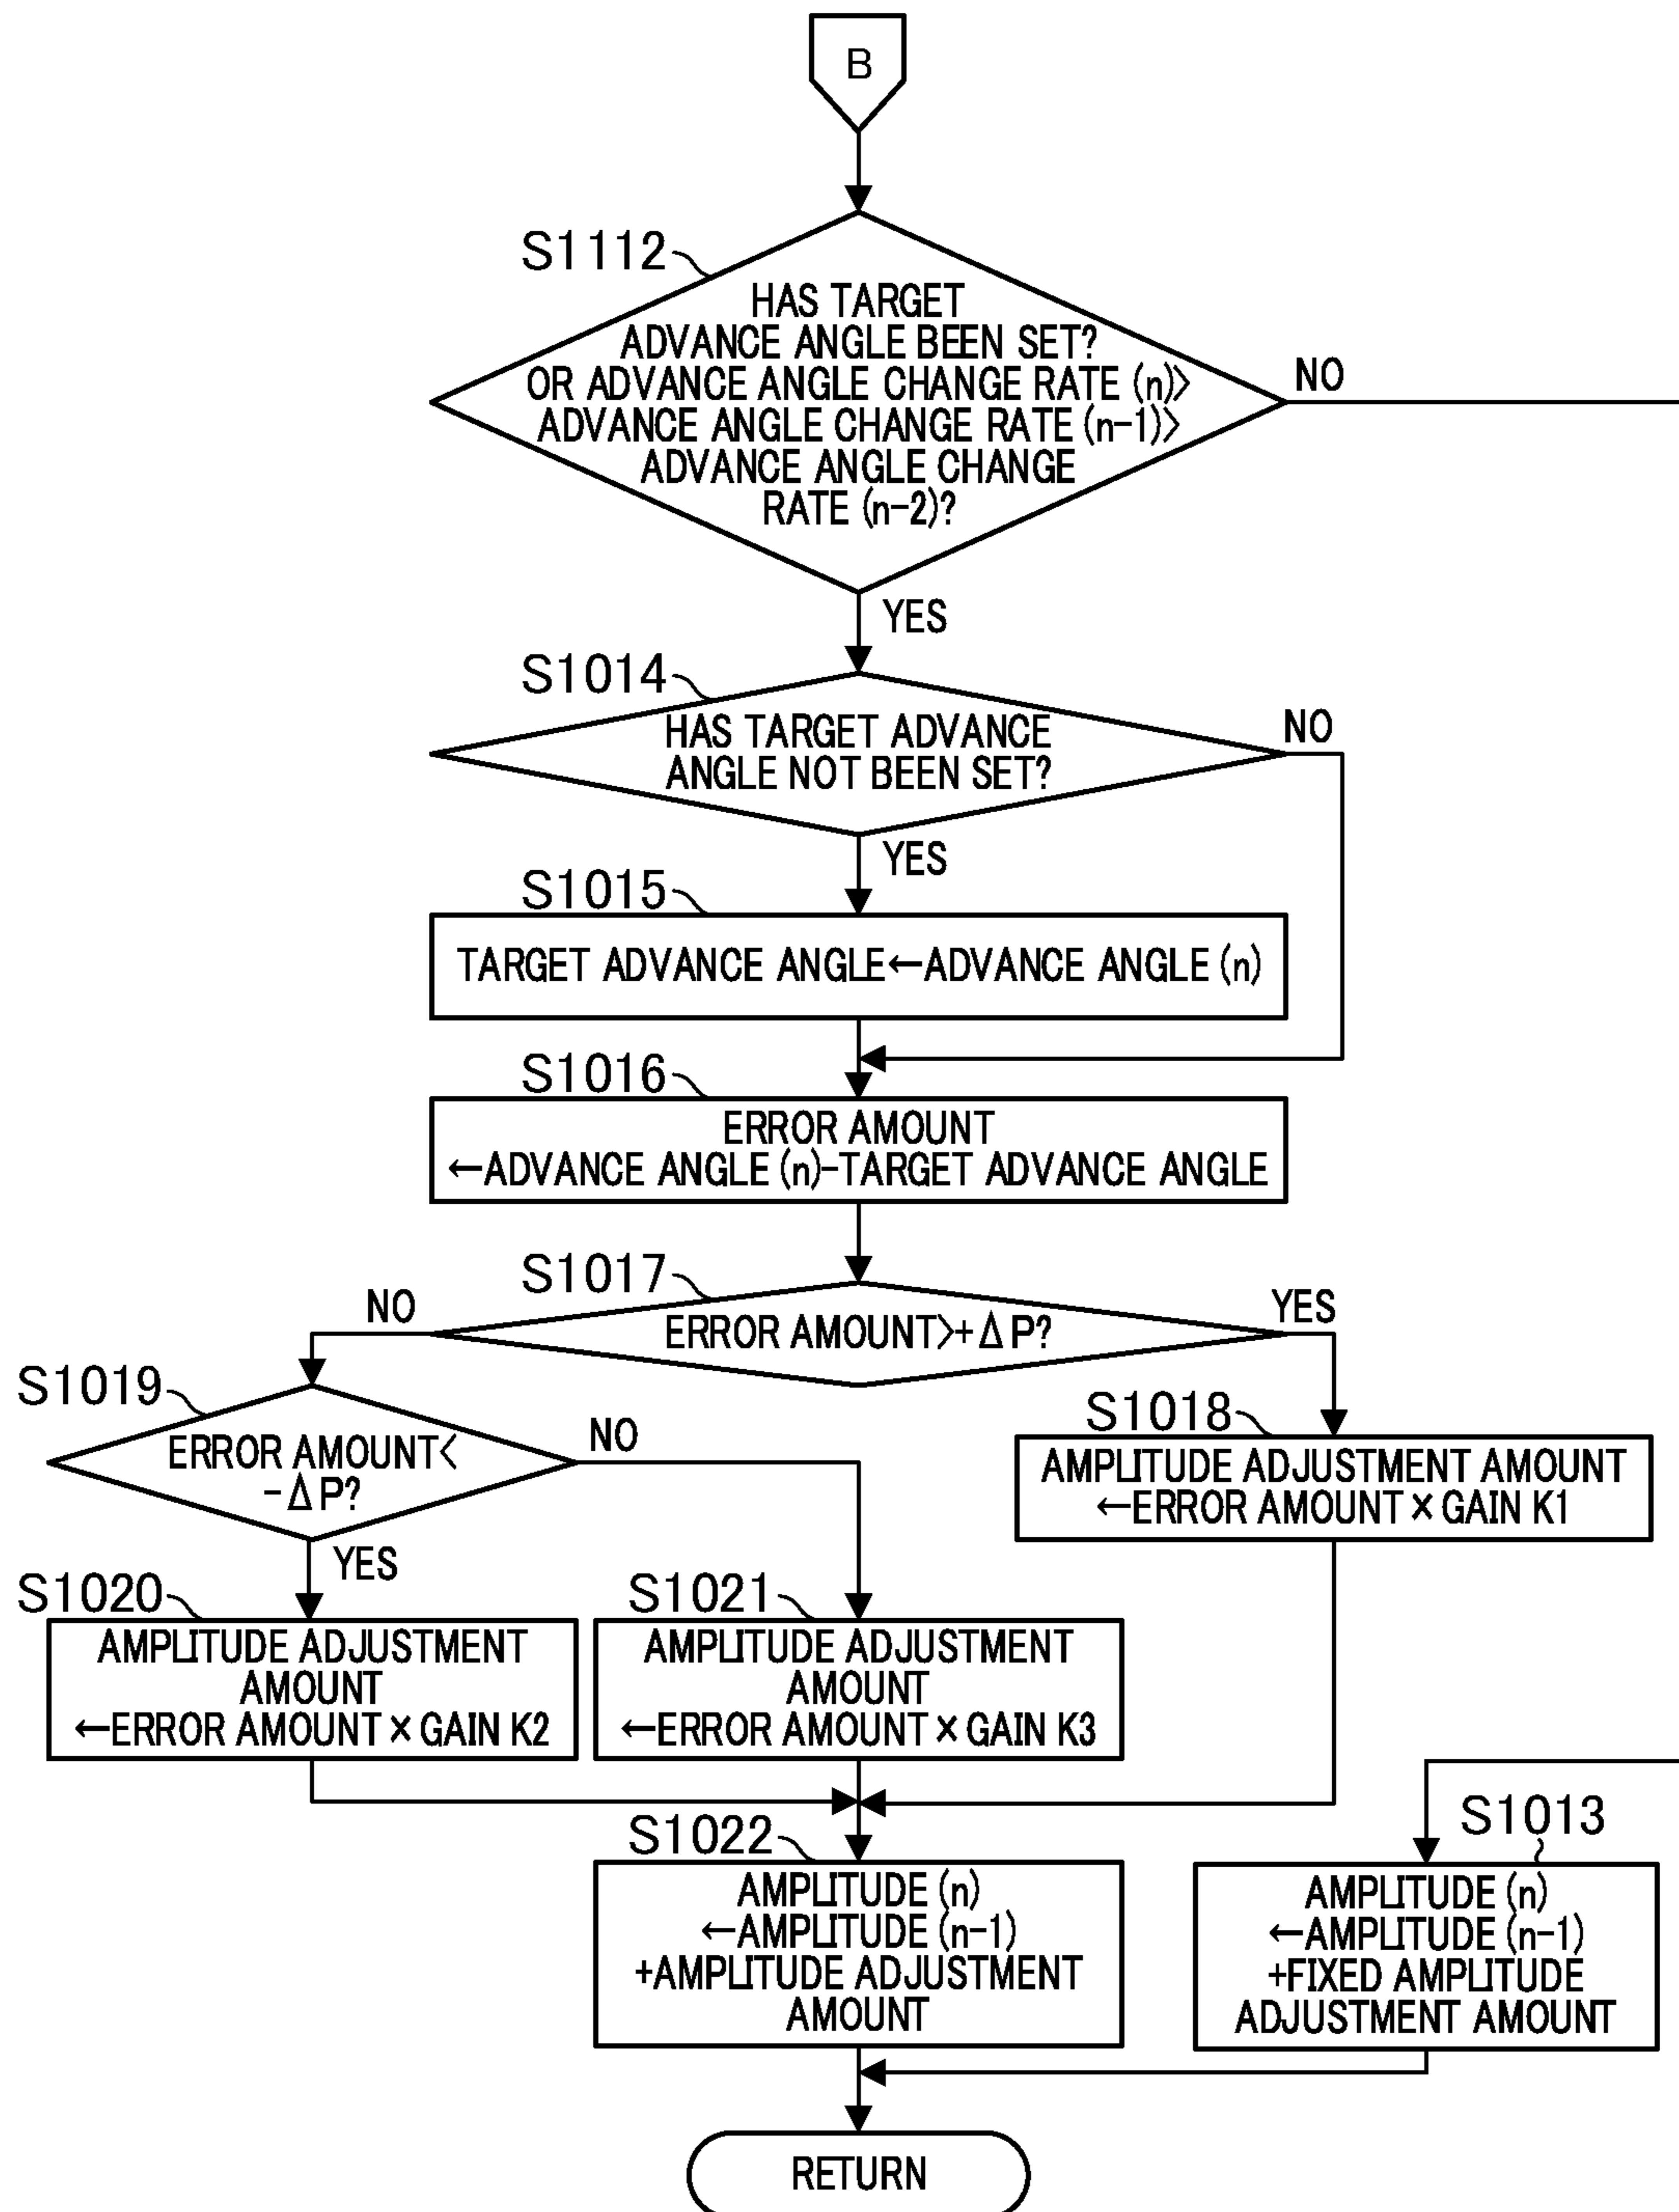 B
S1112
HAS TARGET
ADVANCE ANGLE BEEN SET?
OR ADVANCE ANGLE CHANGE RATE (n)>
ADVANCE ANGLE CHANGE RATE (n-1)>
ADVANCE ANGLE CHANGE
RATE (n-2)?
NO
YES
S1014
HAS TARGET ADVANCE
ANGLE NOT BEEN SET?
NO
YES
S1015
TARGET ADVANCE ANGLE←ADVANCE ANGLE (n)
S1016
ERROR AMOUNT
←ADVANCE ANGLE (n)-TARGET ADVANCE ANGLE
S1017
ERROR AMOUNT>+ΔP?
NO
YES
S1019
ERROR AMOUNT<
-ΔP?
NO
YES
S1018
AMPLITUDE ADJUSTMENT AMOUNT
←ERROR AMOUNT × GAIN K1
S1020
AMPLITUDE ADJUSTMENT
AMOUNT
←ERROR AMOUNT × GAIN K2
S1021
AMPLITUDE ADJUSTMENT
AMOUNT
←ERROR AMOUNT × GAIN K3
S1022
AMPLITUDE (n)
←AMPLITUDE (n-1)
+AMPLITUDE ADJUSTMENT
AMOUNT
S1013
AMPLITUDE (n)
←AMPLITUDE (n-1)
+FIXED AMPLITUDE
ADJUSTMENT AMOUNT
RETURN